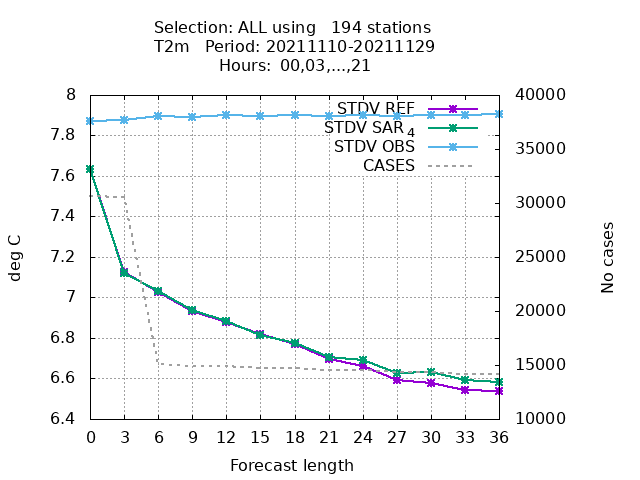 Selection: ALL using   194 stations
T2m   Period: 20211110-20211129
Hours: 00,03,...,21
8
7.8
7.6
7.4
7.2
7
6.8
6.6
6.4
deg C
STDV REF
STDV SAR4
STDV OBS
CASES
40000
35000
30000
25000
20000
15000
10000
No cases
0 3 6 9 12 15 18 21 24 27 30 33 36
Forecast length